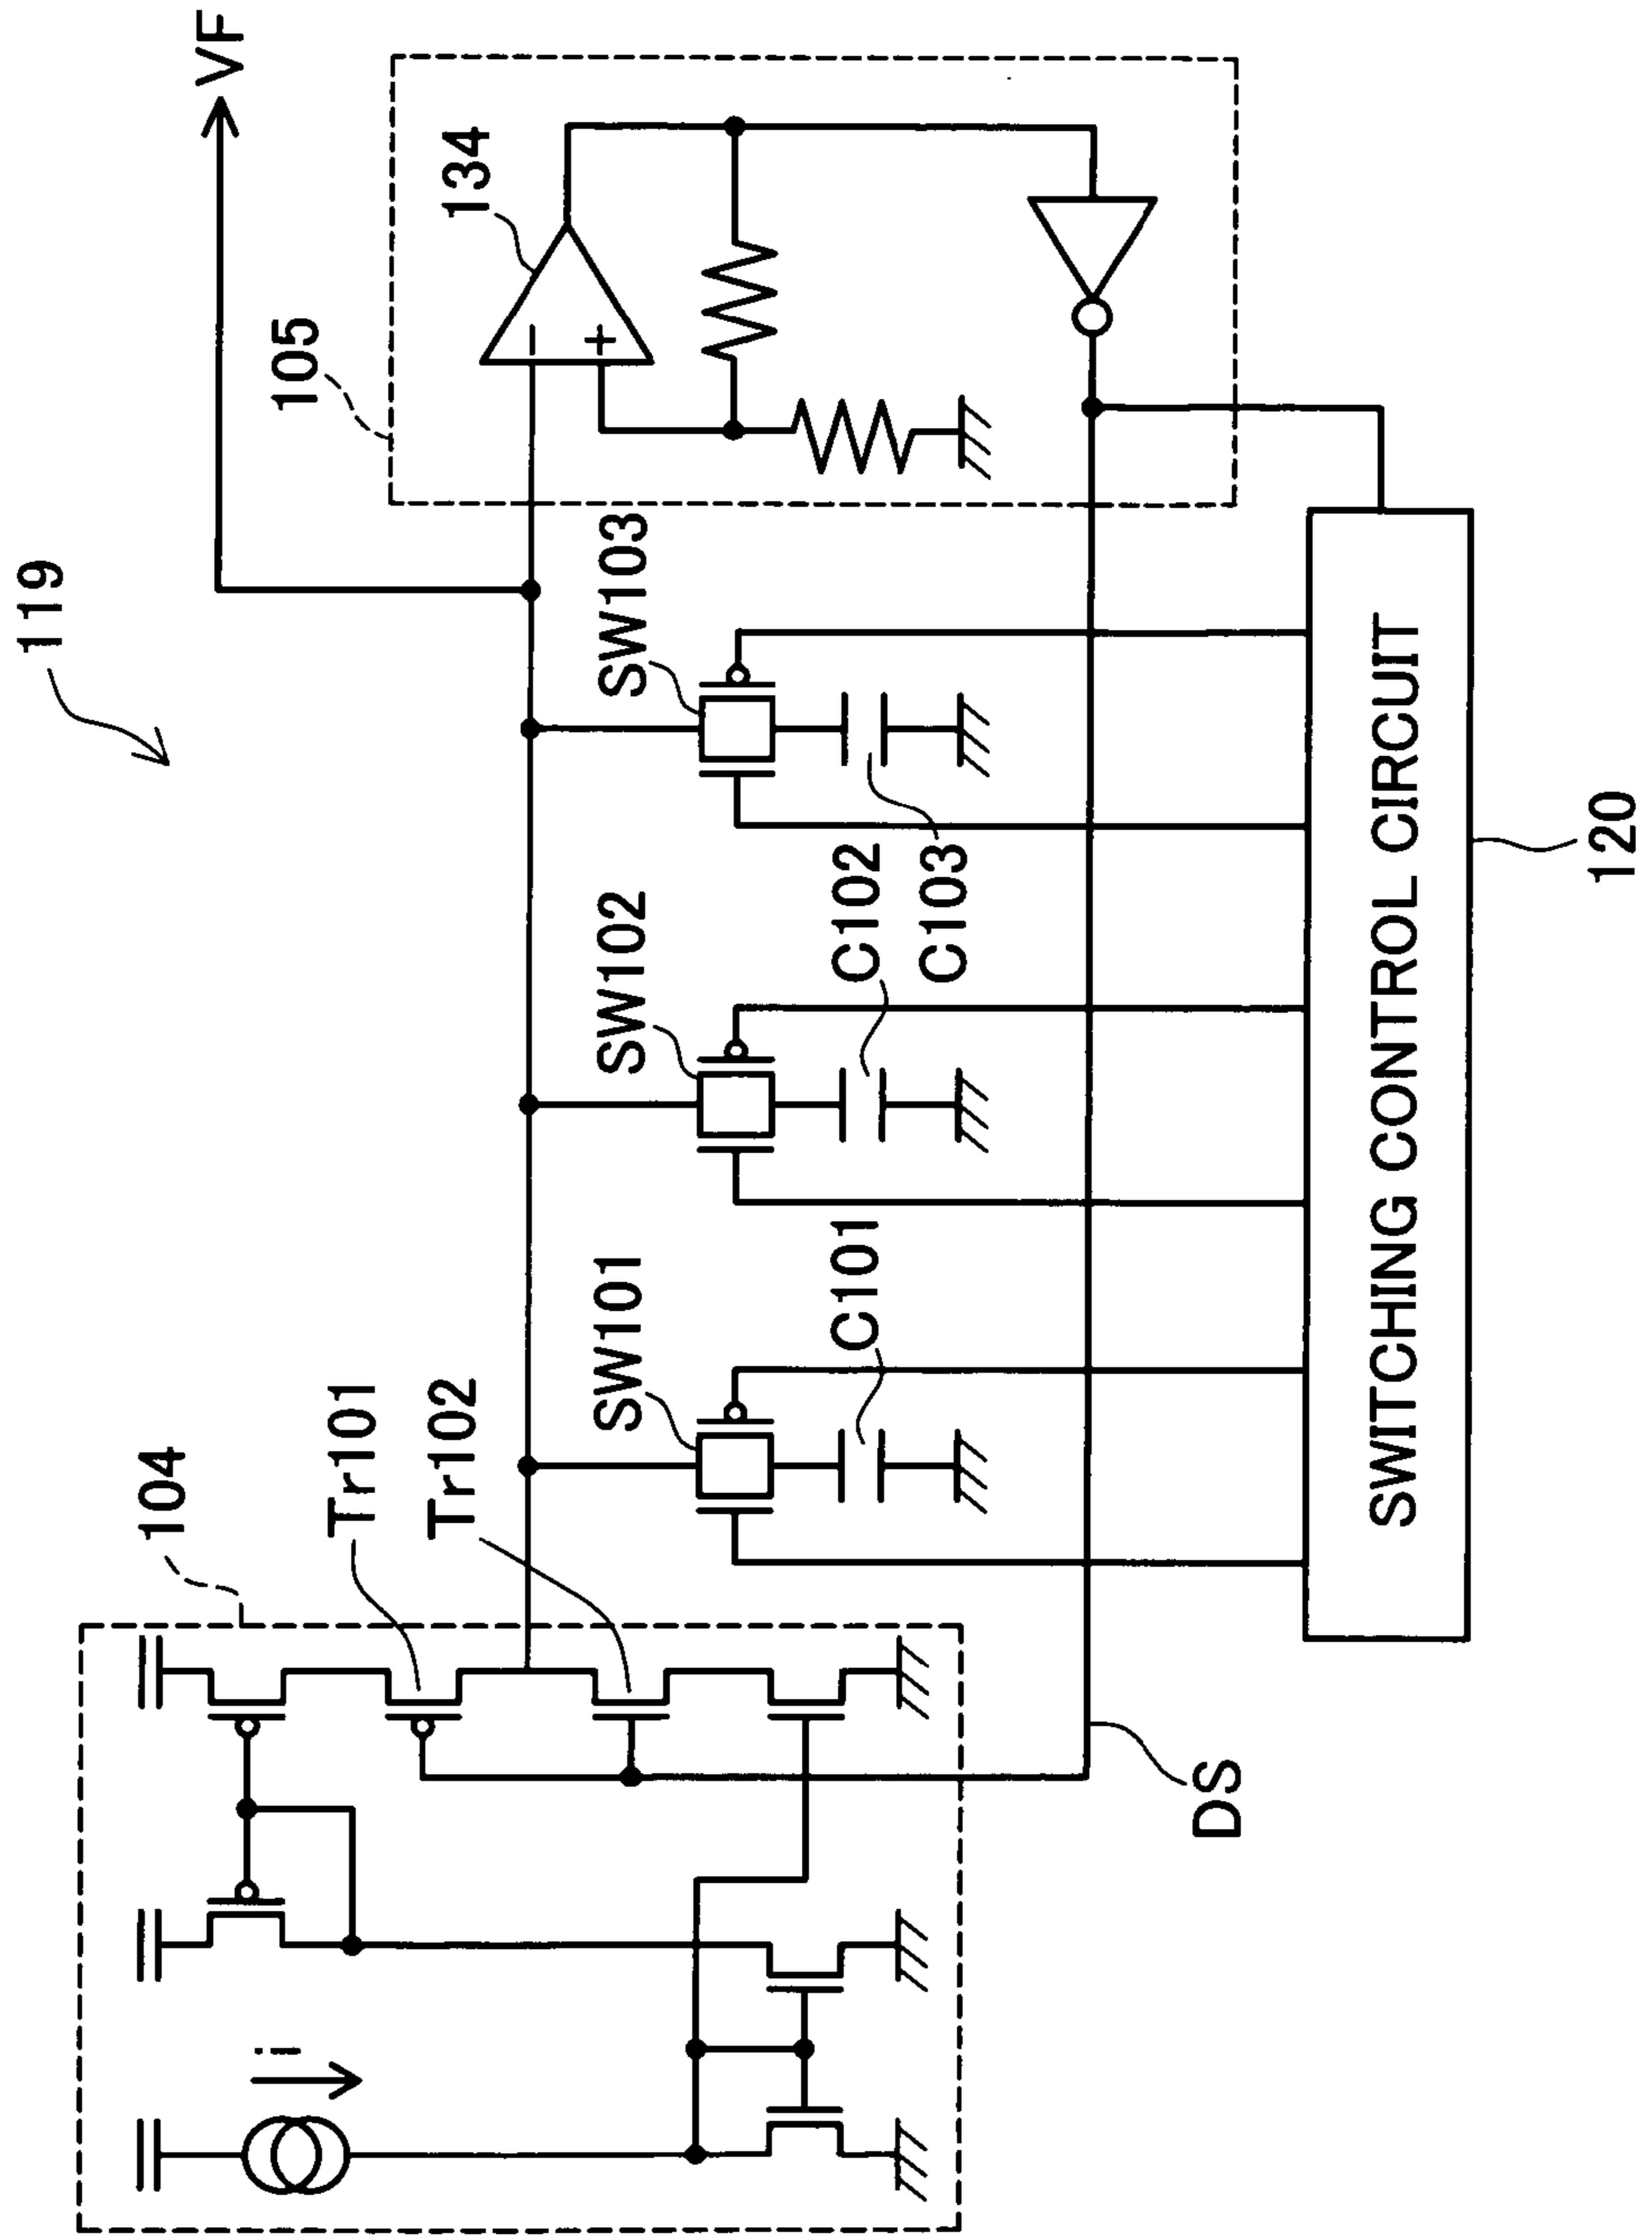 119
VF
105
134
104
Tr101
Tr102
SW101
SW102
SW103
C101
C102
C103
i
+
−
DS
SWITCHING CONTROL CIRCUIT
120